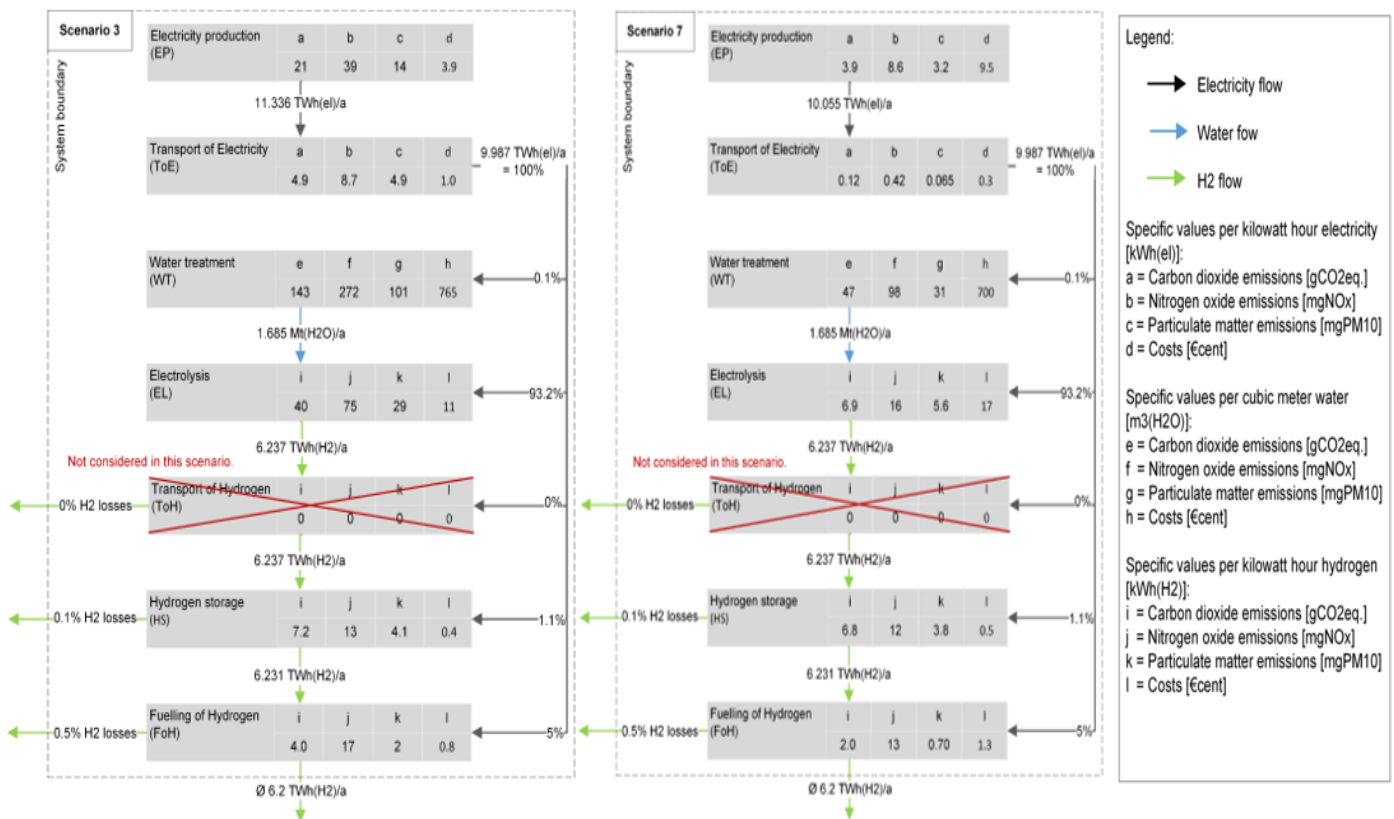 Scenario 3
System boundary
Electricity production
(EP)
a b c d
21 39 14 3.9
11.336 TWh(el)/a
Transport of Electricity
(ToE)
a b c d
4.9 8.7 4.9 1.0
9.987 TWh(el)/a
= 100%
Water treatment
(WT)
e f g h
143 272 101 765
0.1%
1.685 Mt(H2O)/a
Electrolysis
(EL)
i j k l
40 75 29 11
93.2%
6.237 TWh(H2)/a
Not considered in this scenario.
Transport of Hydrogen
(ToH)
i j k l
0 0 0 0
0% H2 losses
0%
6.237 TWh(H2)/a
Hydrogen storage
(HS)
i j k l
7.2 13 4.1 0.4
0.1% H2 losses
1.1%
6.231 TWh(H2)/a
Fuelling of Hydrogen
(FoH)
i j k l
4.0 17 2 0.8
0.5% H2 losses
5%
Ø 6.2 TWh(H2)/a
Scenario 7
System boundary
Electricity production
(EP)
a b c d
3.9 8.6 3.2 9.5
10.055 TWh(el)/a
Transport of Electricity
(ToE)
a b c d
0.12 0.42 0.065 0.3
9.987 TWh(el)/a
= 100%
Water treatment
(WT)
e f g h
47 98 31 700
0.1%
1.685 Mt(H2O)/a
Electrolysis
(EL)
i j k l
6.9 16 5.6 17
93.2%
6.237 TWh(H2)/a
Not considered in this scenario.
Transport of Hydrogen
(ToH)
i j k l
0 0 0 0
0% H2 losses
0%
6.237 TWh(H2)/a
Hydrogen storage
(HS)
i j k l
6.8 12 3.8 0.5
0.1% H2 losses
1.1%
6.231 TWh(H2)/a
Fuelling of Hydrogen
(FoH)
i j k l
2.0 13 0.70 1.3
0.5% H2 losses
5%
Ø 6.2 TWh(H2)/a
Legend:
Electricity flow
Water fow
H2 flow
Specific values per kilowatt hour electricity
[kWh(el)]:
a = Carbon dioxide emissions [gCO2eq.]
b = Nitrogen oxide emissions [mgNOx]
c = Particulate matter emissions [mgPM10]
d = Costs [€cent]
Specific values per cubic meter water
[m3(H2O)]:
e = Carbon dioxide emissions [gCO2eq.]
f = Nitrogen oxide emissions [mgNOx]
g = Particulate matter emissions [mgPM10]
h = Costs [€cent]
Specific values per kilowatt hour hydrogen
[kWh(H2)]:
i = Carbon dioxide emissions [gCO2eq.]
j = Nitrogen oxide emissions [mgNOx]
k = Particulate matter emissions [mgPM10]
l = Costs [€cent]